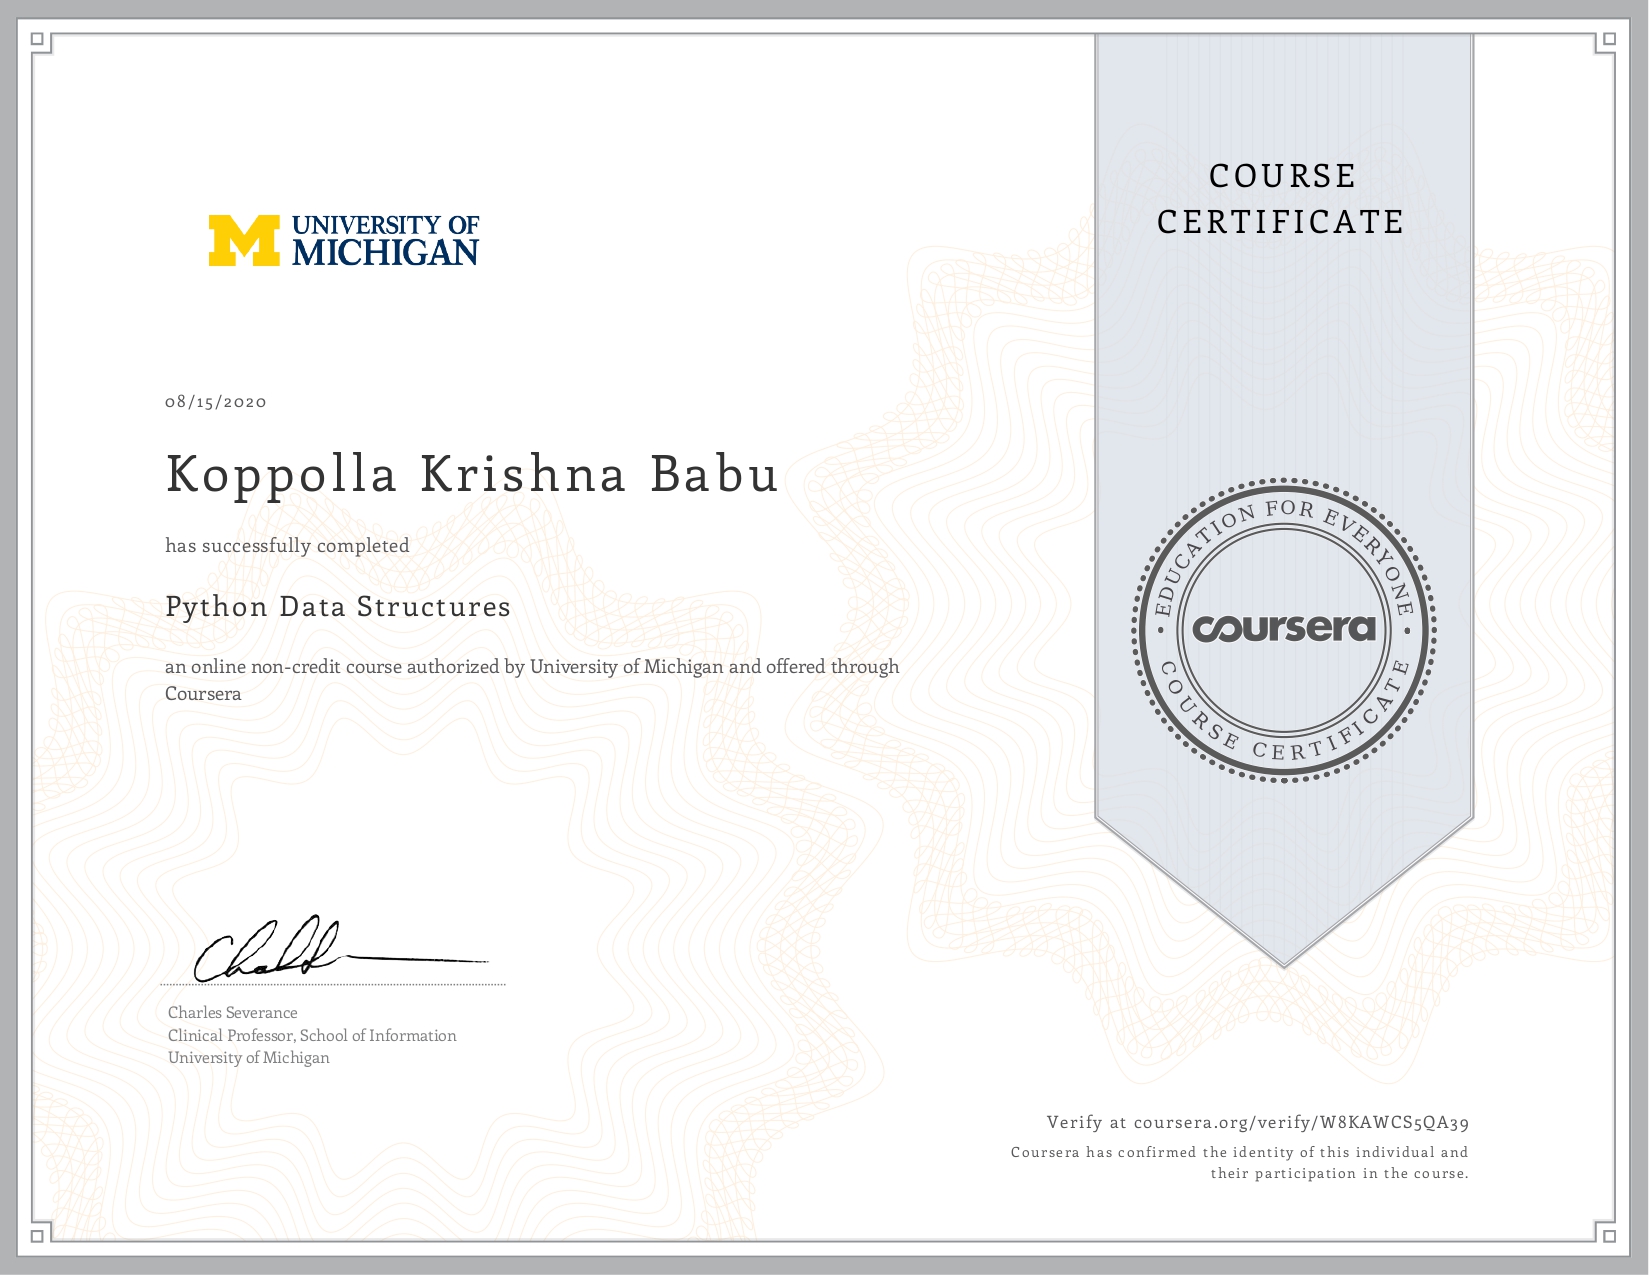 COURSE
CERTIFICATE
UNIVERSITY OF
MICHIGAN
08/15/2020
Koppolla Krishna Babu
has successfully completed
Python Data Structures
an online non-credit course authorized by University of Michigan and offered through
Coursera
EDUCATION FOR EVERYONE
coursera
COURSE CERTIFICATE
Charles Severance
Clinical Professor, School of Information
University of Michigan
Verify at coursera.org/verify/W8KAWCS5QA39
Coursera has confirmed the identity of this individual and
their participation in the course.